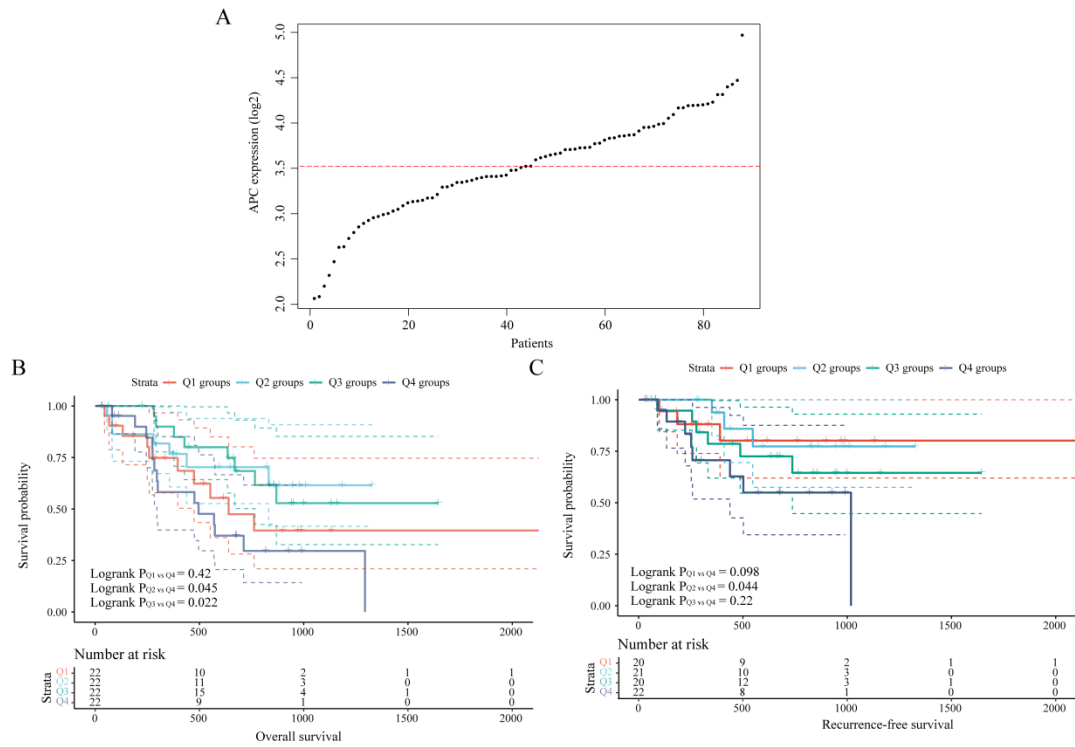 A
APC expression (log2)
5.0
4.5
4.0
3.5
3.0
2.5
2.0
0 20 40 60 80
Patients
B
Strata Q1 groups Q2 groups Q3 groups Q4 groups
Survival probability
1.00
0.75
0.50
0.25
0.00
Logrank P Q1 vs Q4 = 0.42
Logrank P Q2 vs Q4 = 0.045
Logrank P Q3 vs Q4 = 0.022
0 500 1000 1500 2000
Number at risk
Strata
Q1 22 10 2 1 1
Q2 22 11 3 0 0
Q3 22 15 4 1 0
Q4 22 9 1 0 0
0 500 1000 1500 2000
Overall survival
C
Strata Q1 groups Q2 groups Q3 groups Q4 groups
Survival probability
1.00
0.75
0.50
0.25
0.00
Logrank P Q1 vs Q4 = 0.098
Logrank P Q2 vs Q4 = 0.044
Logrank P Q3 vs Q4 = 0.22
0 500 1000 1500 2000
Number at risk
Strata
Q1 20 9 2 1 1
Q2 21 10 3 0 0
Q3 20 12 3 1 0
Q4 22 8 1 0 0
0 500 1000 1500 2000
Recurrence-free survival